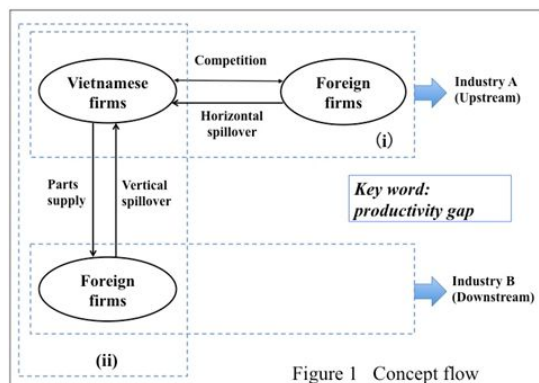 Competition
Vietnamese
firms
Foreign
firms
Industry A
(Upstream)
Horizontal
spillover
(i)
Parts
supply
Vertical
spillover
Key word:
productivity gap
Foreign
firms
Industry B
(Downstream)
(ii)
Figure 1 Concept flow